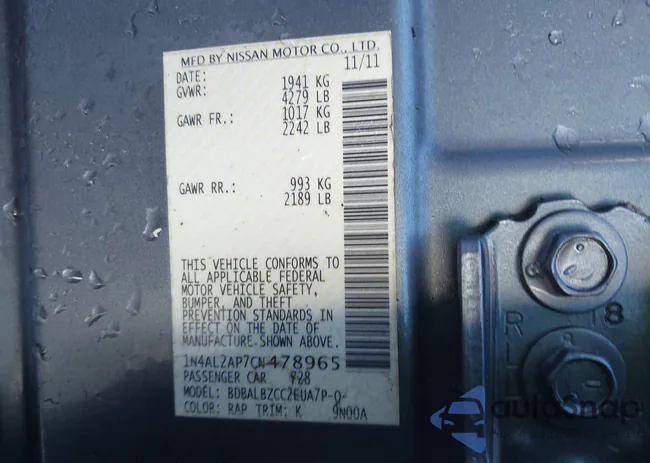 MFD BY NISSAN MOTOR CO., LTD.
DATE: 11/11
GVWR: 1941 KG
4279 LB
GAWR FR.: 1017 KG
2242 LB
GAWR RR.: 993 KG
2189 LB
THIS VEHICLE CONFORMS TO
ALL APPLICABLE FEDERAL
MOTOR VEHICLE SAFETY,
BUMPER, AND THEFT
PREVENTION STANDARDS IN
EFFECT ON THE DATE OF
MANUFACTURE SHOWN ABOVE.
1N4AL2AP7CN478965
PASSENGER CAR 928
MODEL: BDBALBZCC2EUA7P-Q-
COLOR: RAP TRIM: K 9N00A
8
R
autoSnap